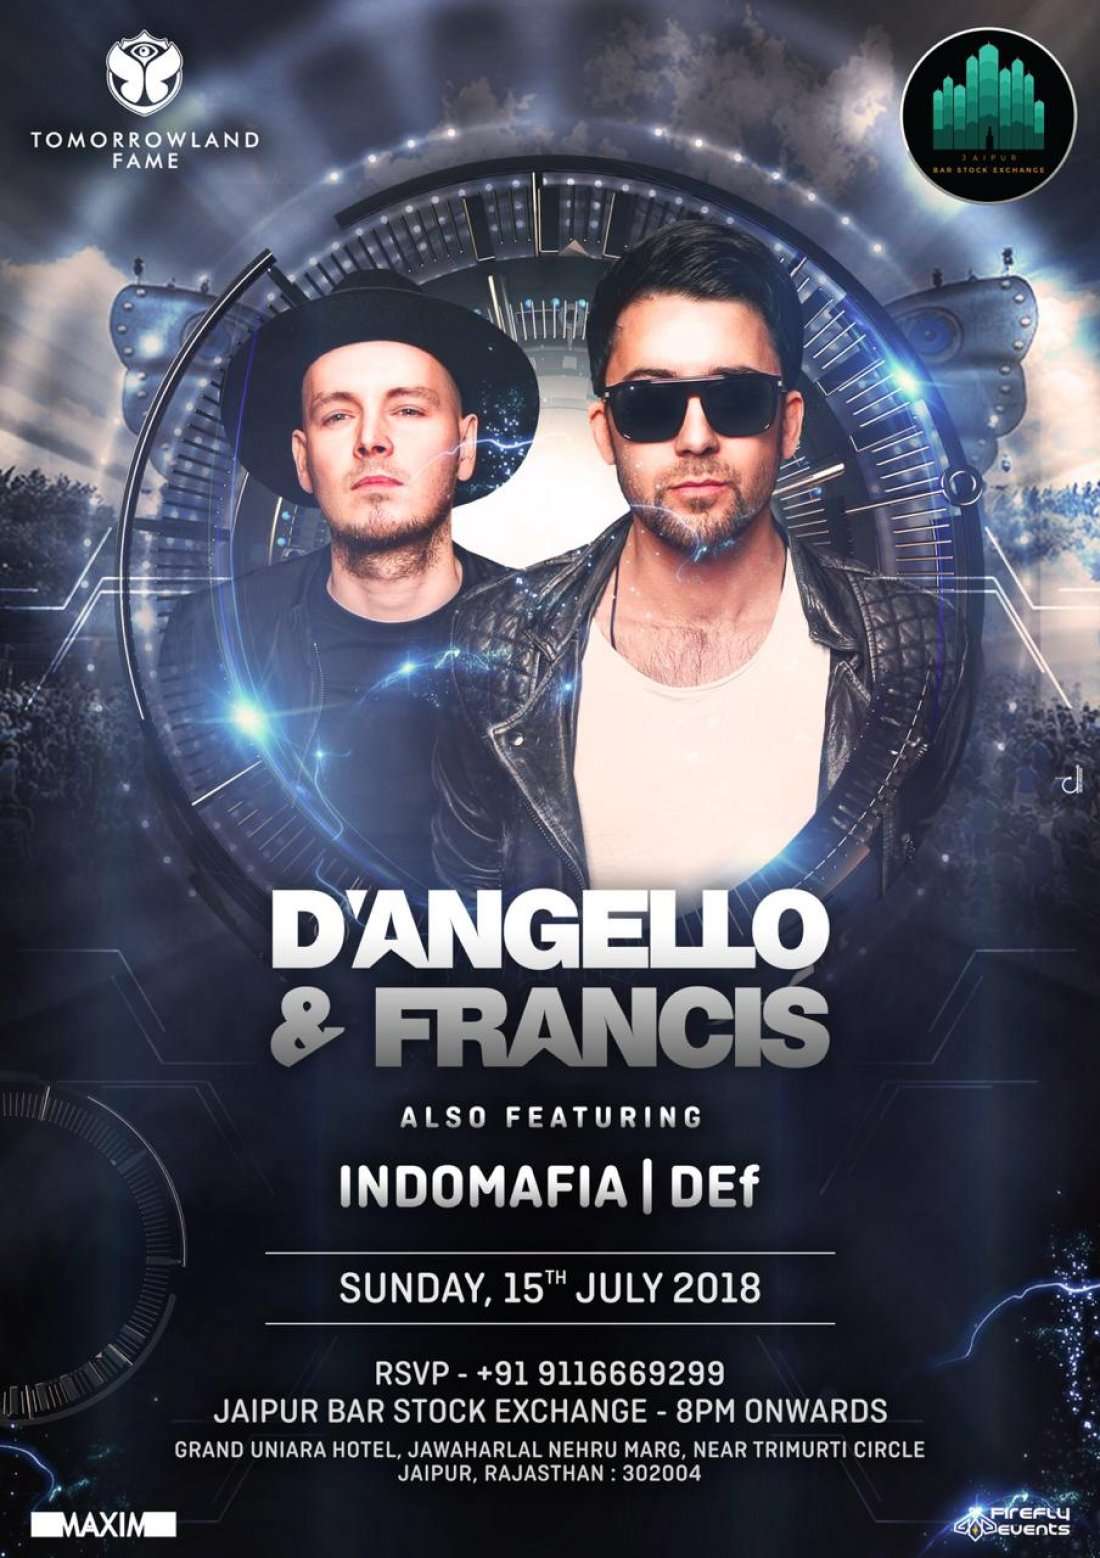 TOMORROWLAND
FAME
JAIPUR
BAR STOCK EXCHANGE
D'ANGELLO
& FRANCIS
ALSO FEATURING
INDOMAFIA | DEf
SUNDAY, 15TH JULY 2018
RSVP - +91 9116669299
JAIPUR BAR STOCK EXCHANGE - 8PM ONWARDS
GRAND UNIARA HOTEL, JAWAHARLAL NEHRU MARG, NEAR TRIMURTI CIRCLE
JAIPUR, RAJASTHAN : 302004
MAXIM
FIREFLY
EVENTS